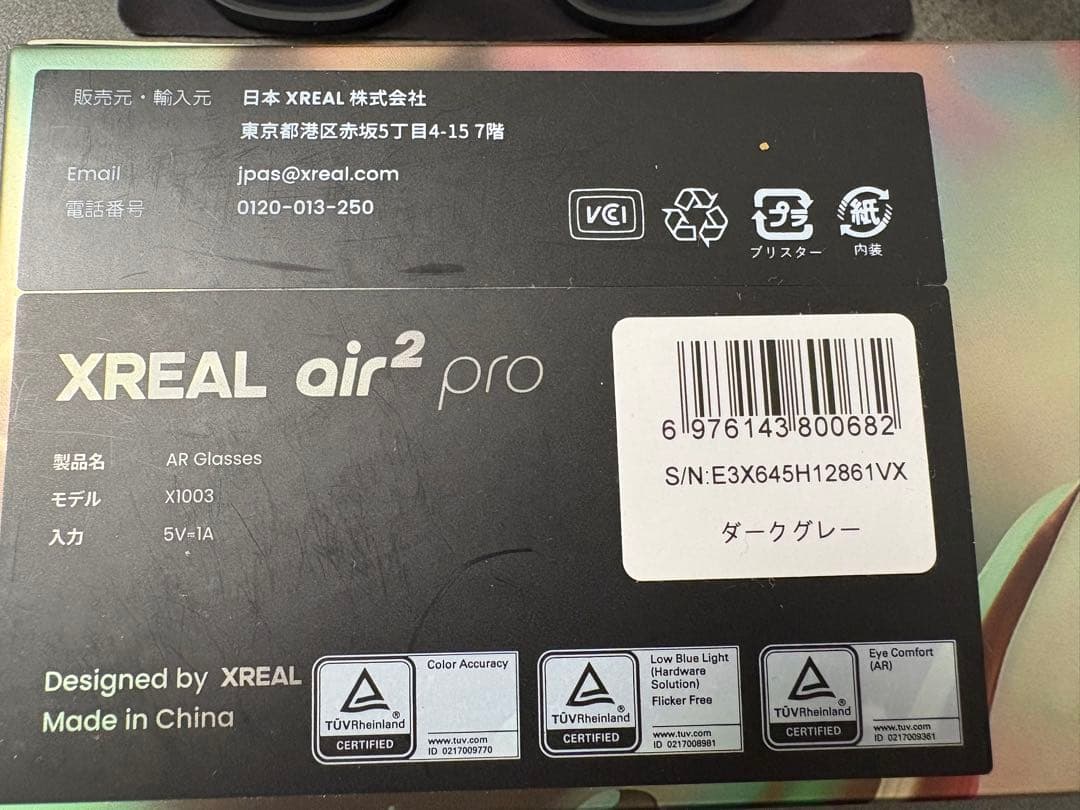 販売元・輸入元 日本 XREAL 株式会社
東京都港区赤坂5丁目4-15 7階
Email jpas@xreal.com
電話番号 0120-013-250
VCCI
プラ
ブリスター
紙
内装
XREAL air² pro
製品名 AR Glasses
モデル X1003
入力 5V⎓1A
6 976143 800682
S/N:E3X645H12861VX
ダークグレー
Designed by XREAL
Made in China
TÜVRheinland®
CERTIFIED
Color Accuracy
www.tuv.com
ID 0217009770
TÜVRheinland®
CERTIFIED
Low Blue Light
(Hardware
Solution)
Flicker Free
www.tuv.com
ID 0217008981
TÜVRheinland®
CERTIFIED
Eye Comfort
(AR)
www.tuv.com
ID 0217009361